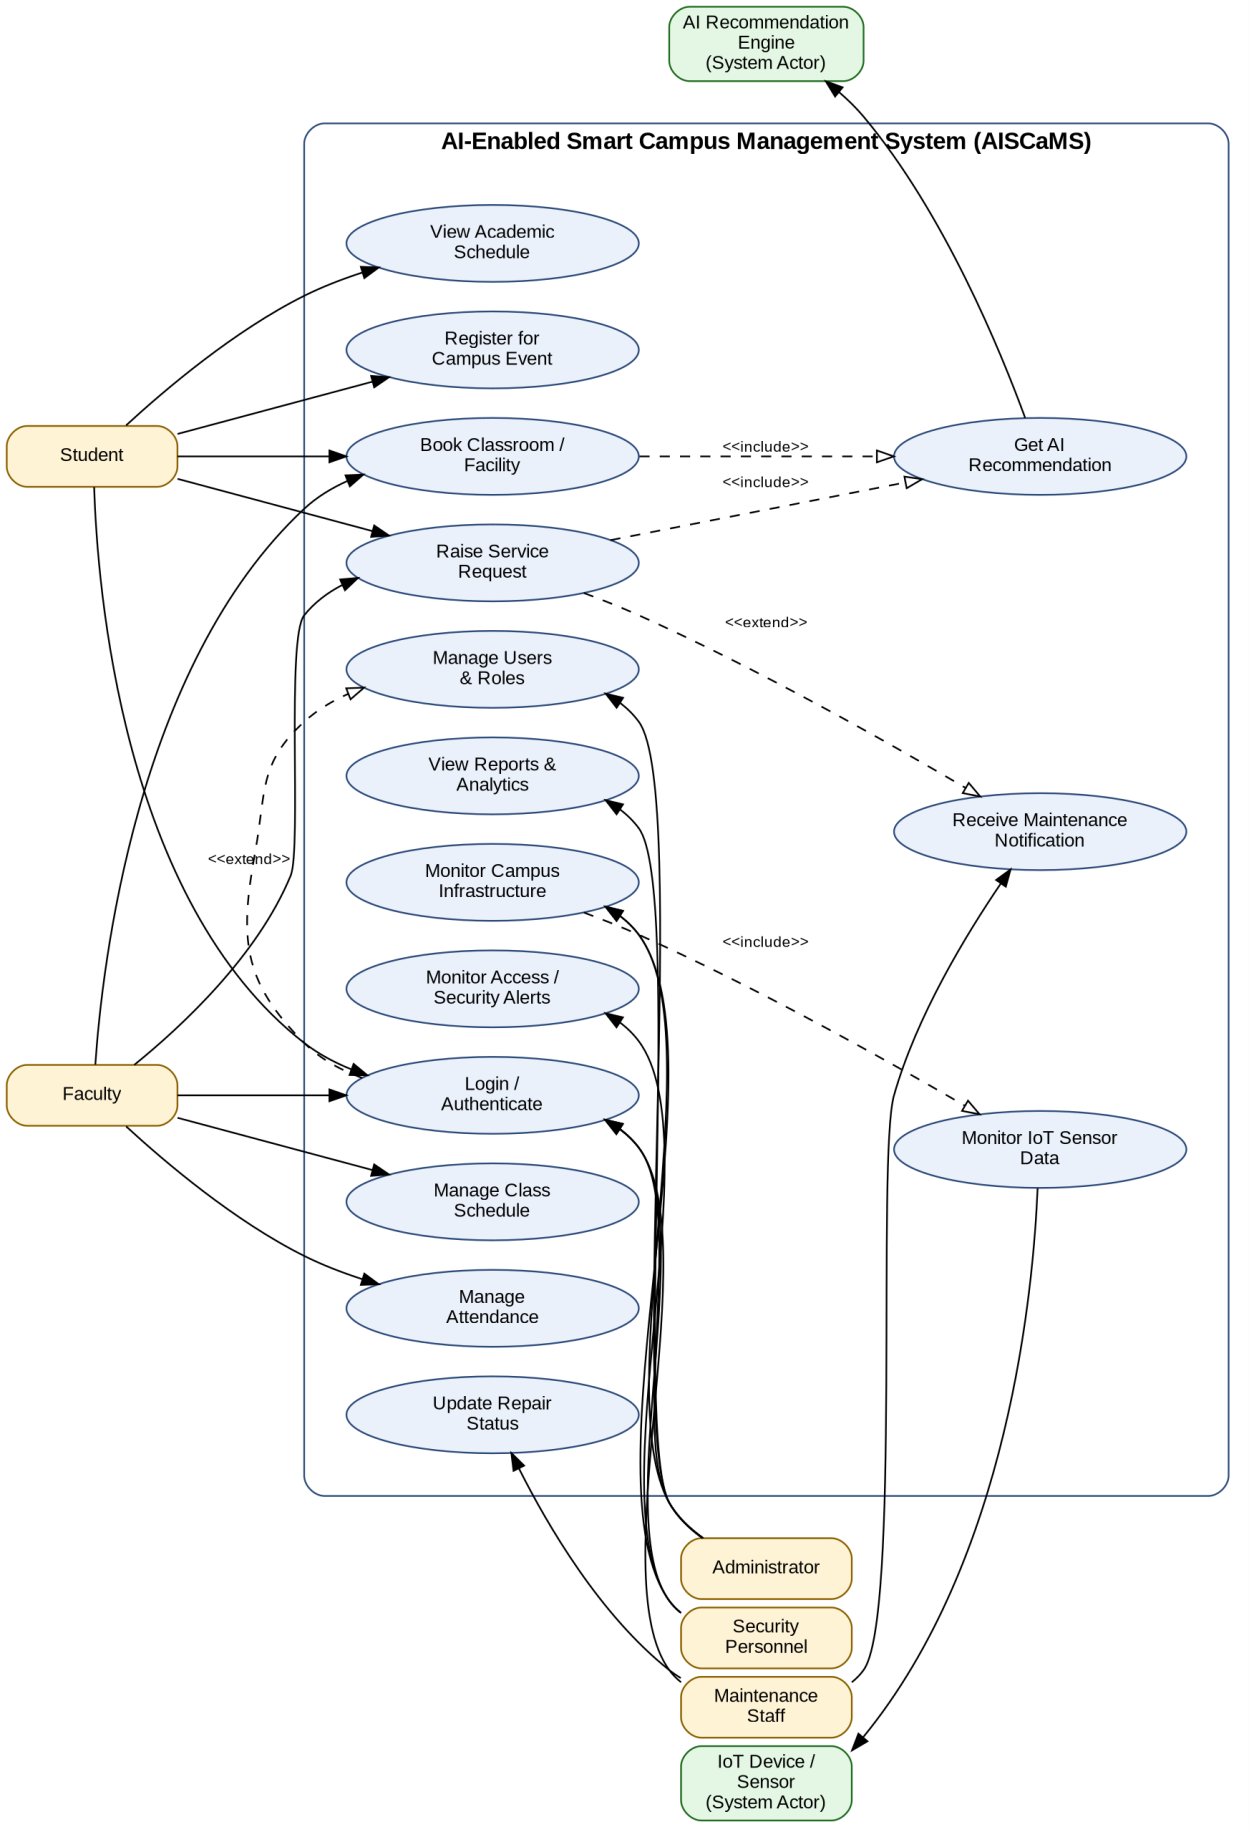 AI Recommendation
Engine
(System Actor)
AI-Enabled Smart Campus Management System (AISCaMS)
View Academic
Schedule
Register for
Campus Event
Student
Book Classroom /
Facility
<<include>>
Get AI
Recommendation
<<include>>
Raise Service
Request
<<extend>>
Manage Users
& Roles
View Reports &
Analytics
Receive Maintenance
Notification
<<extend>>
Monitor Campus
Infrastructure
<<include>>
Monitor Access /
Security Alerts
Faculty
Login /
Authenticate
Monitor IoT Sensor
Data
Manage Class
Schedule
Manage
Attendance
Update Repair
Status
Administrator
Security
Personnel
Maintenance
Staff
IoT Device /
Sensor
(System Actor)